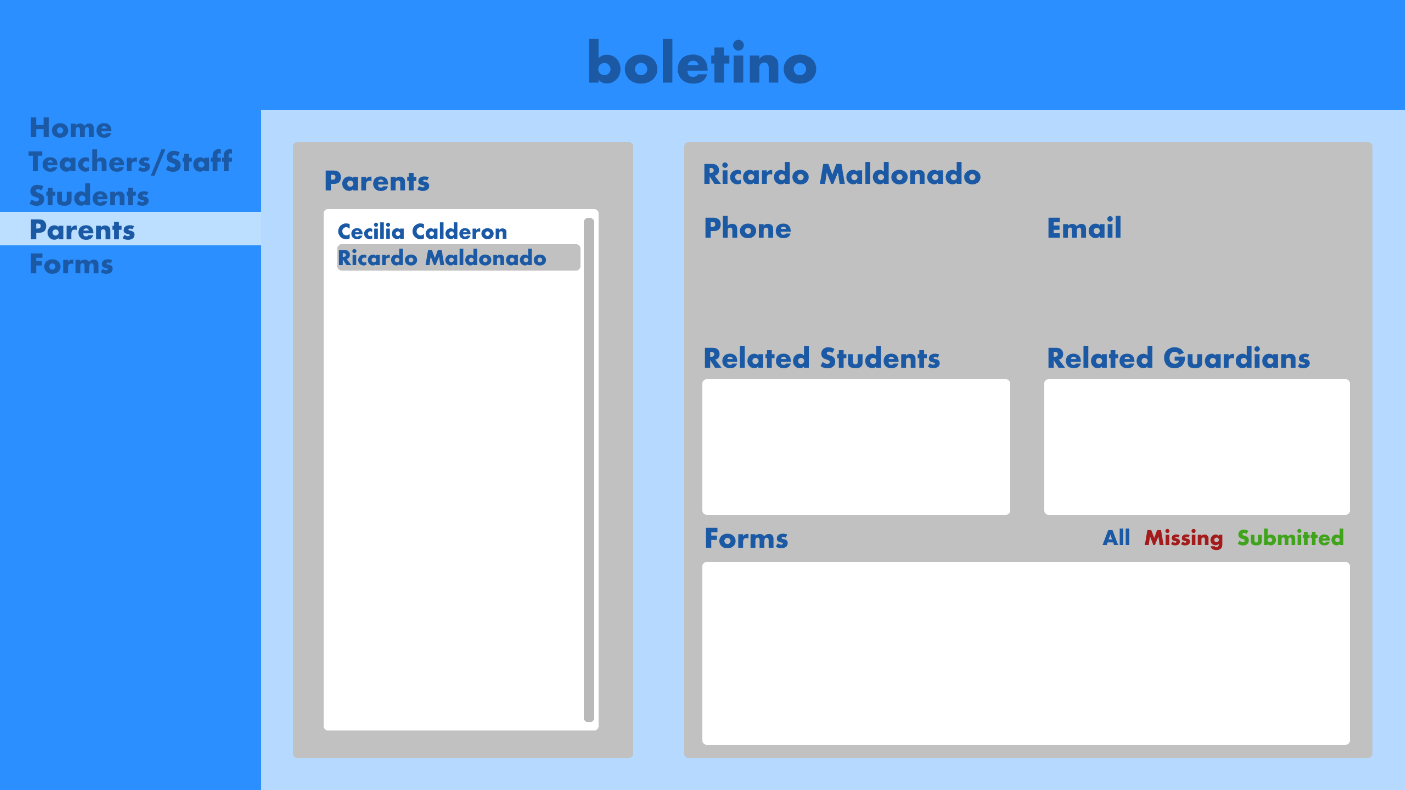 boletino
Home
Teachers/Staff
Students
Parents
Forms
Parents
Cecilia Calderon
Ricardo Maldonado
Ricardo Maldonado
Phone
Email
Related Students
Related Guardians
Forms
All Missing Submitted